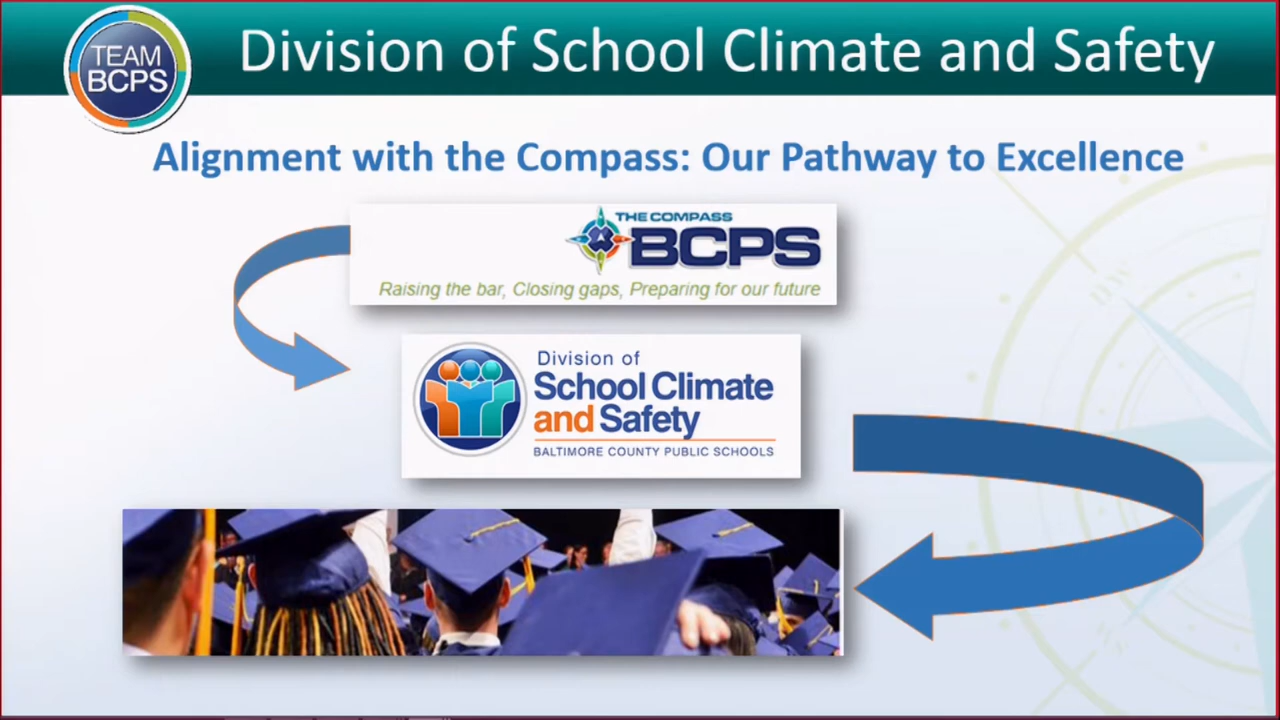 TEAM
BCPS
Division of School Climate and Safety
Alignment with the Compass: Our Pathway to Excellence
THE COMPASS
BCPS
Raising the bar, Closing gaps, Preparing for our future
Division of
School Climate
and Safety
BALTIMORE COUNTY PUBLIC SCHOOLS